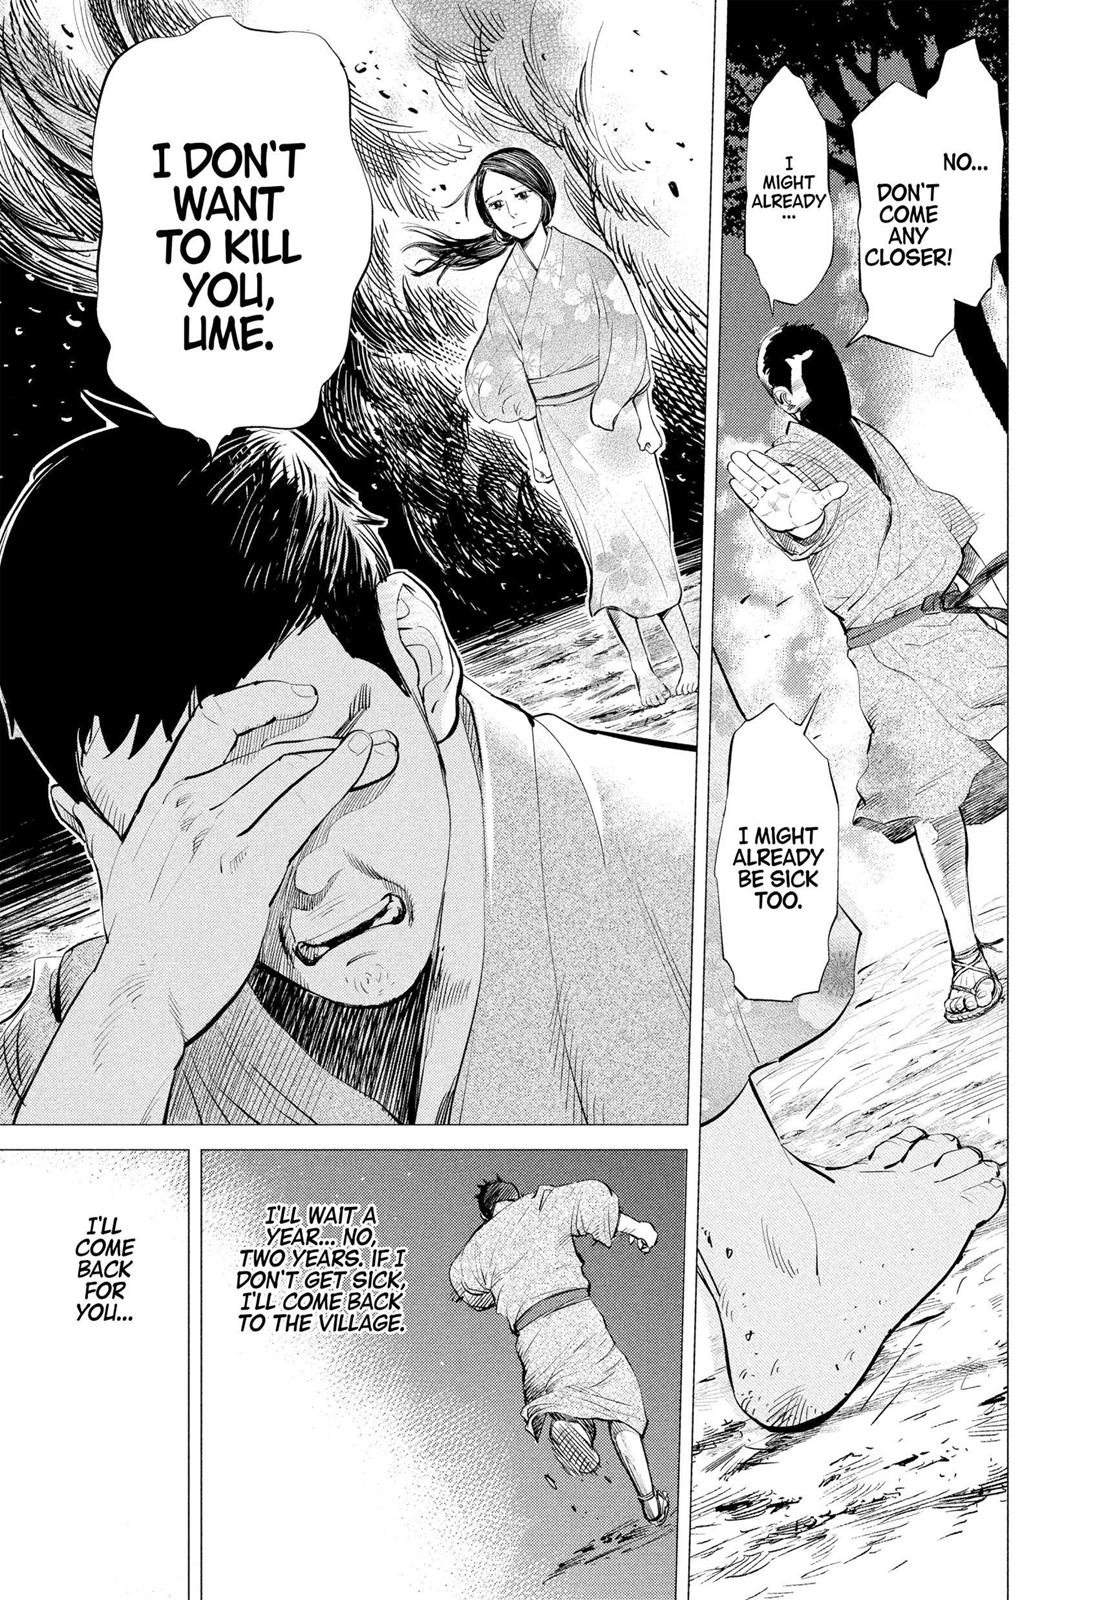 NO...
DON'T
COME
ANY
CLOSER!
I
MIGHT
ALREADY
...
I MIGHT
ALREADY
BE SICK
TOO.
I DON'T
WANT
TO KILL
YOU,
UME.
I'LL WAIT A
YEAR... NO,
TWO YEARS. IF I
DON'T GET SICK,
I'LL COME BACK
TO THE VILLAGE.
I'LL
COME
BACK
FOR
YOU...